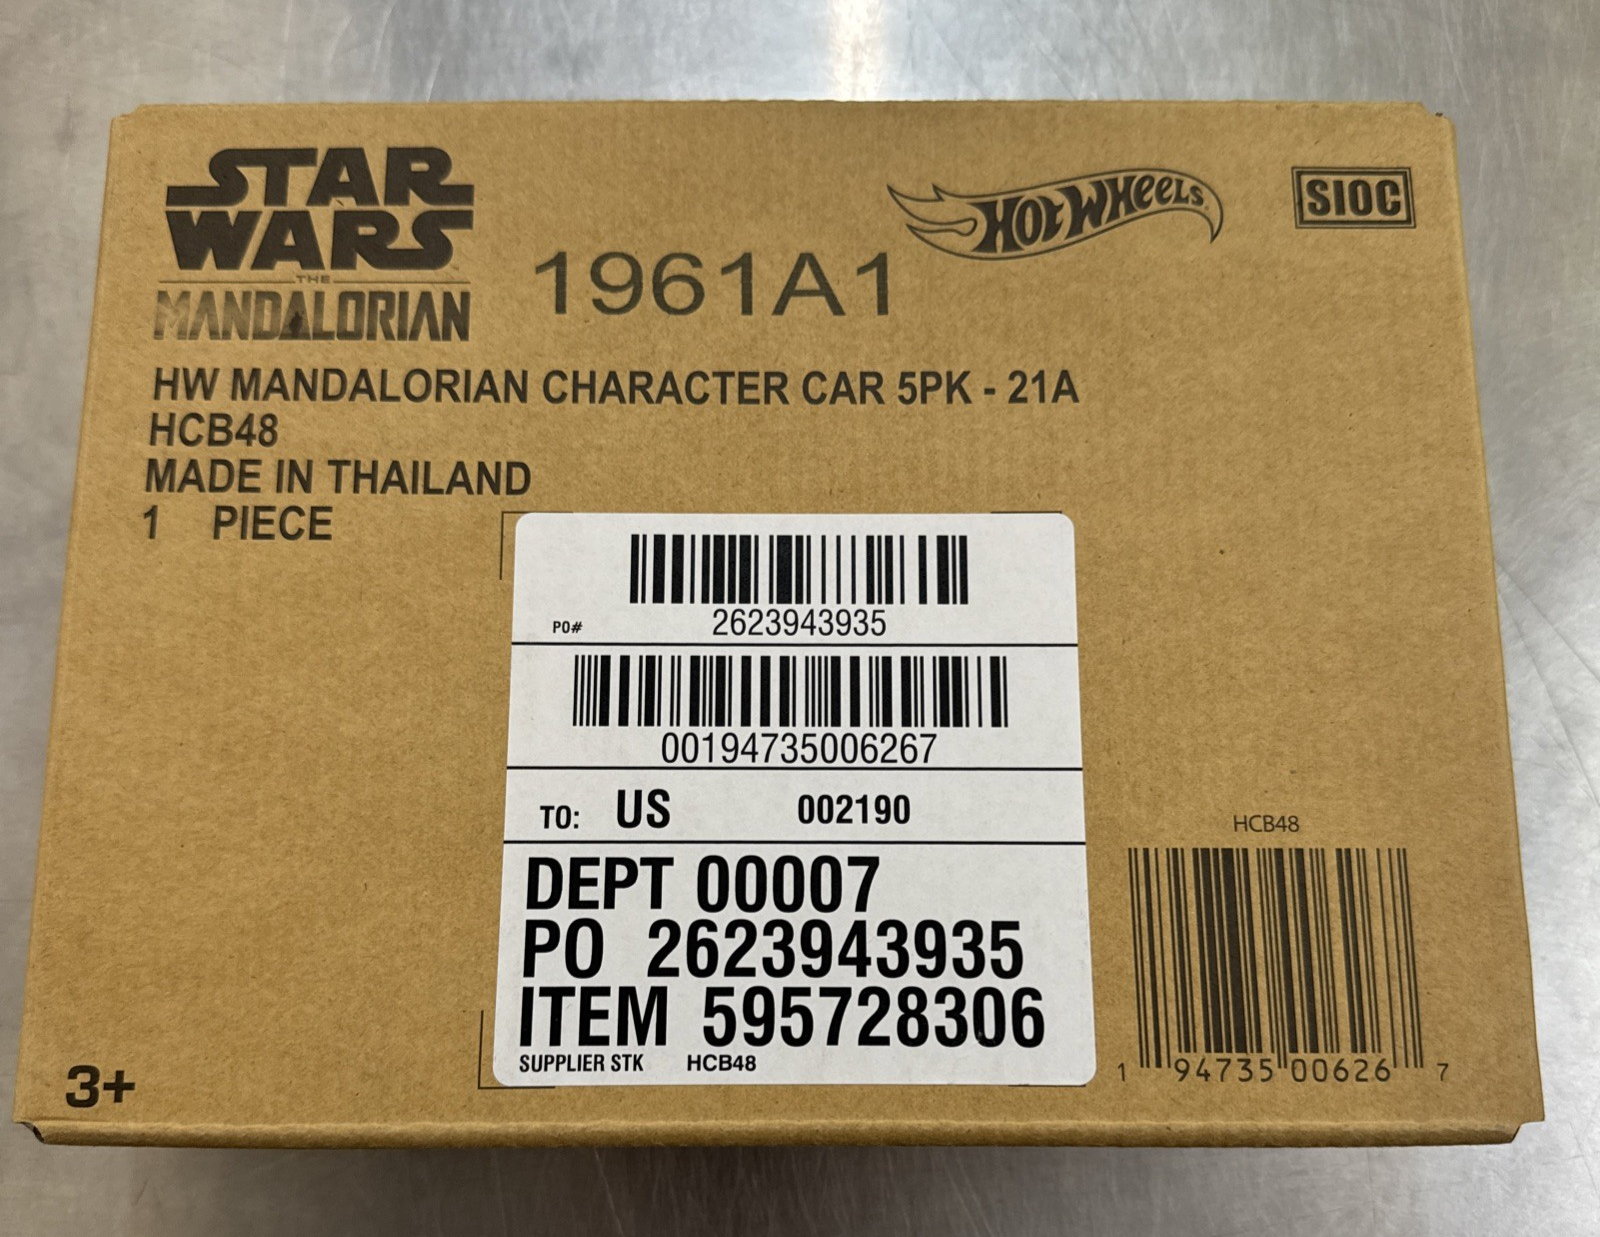 STAR
WARS
THE
MANDALORIAN
Hot Wheels
SIOC
1961A1
HW MANDALORIAN CHARACTER CAR 5PK - 21A
HCB48
MADE IN THAILAND
1 PIECE
PO# 2623943935
00194735006267
TO: US 002190
DEPT 00007
PO 2623943935
ITEM 595728306
SUPPLIER STK HCB48
HCB48
1 94735 00626 7
3+